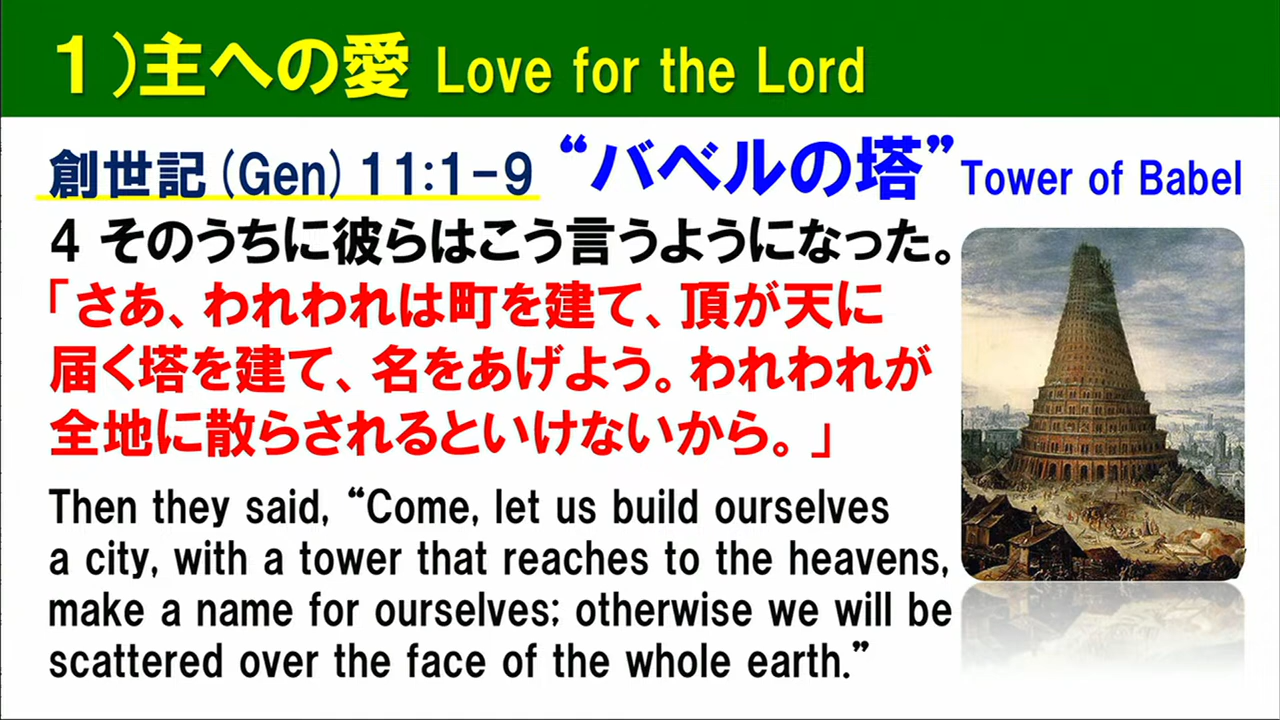 1)主への愛 Love for the Lord
創世記(Gen) 11:1-9 “バベルの塔” Tower of Babel
4 そのうちに彼らはこう言うようになった。
「さあ、われわれは町を建て、頂が天に
届く塔を建て、名をあげよう。われわれが
全地に散らされるといけないから。」
Then they said, “Come, let us build ourselves
a city, with a tower that reaches to the heavens,
make a name for ourselves; otherwise we will be
scattered over the face of the whole earth.”